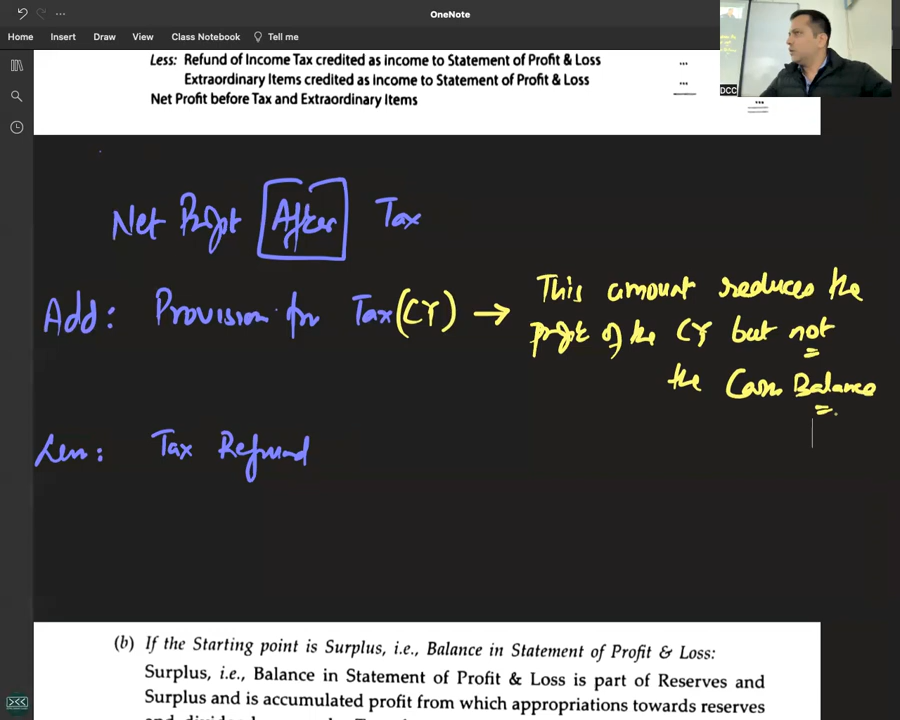 OneNote
Home Insert Draw View Class Notebook Tell me
DCC
Less: Refund of Income Tax credited as income to Statement of Profit & Loss ...
Extraordinary Items credited as Income to Statement of Profit & Loss ...
Net Profit before Tax and Extraordinary Items ...
Net Profit After Tax
Add: Provision for Tax (CY) → This amount reduces the
profit of the CY but not
the Cash Balance
Less: Tax Refund
(b) If the Starting point is Surplus, i.e., Balance in Statement of Profit & Loss:
Surplus, i.e., Balance in Statement of Profit & Loss is part of Reserves and
Surplus and is accumulated profit from which appropriations towards reserves